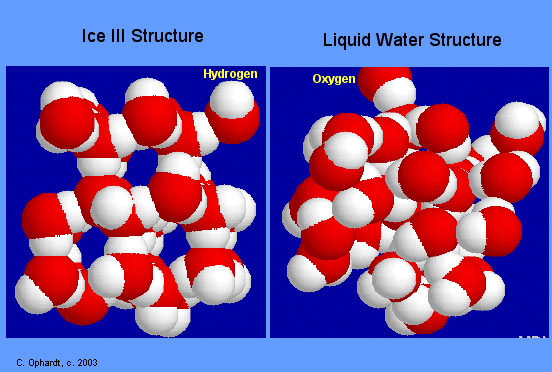 Ice III Structure
Liquid Water Structure
Hydrogen
Oxygen
C. Ophardt, c. 2003